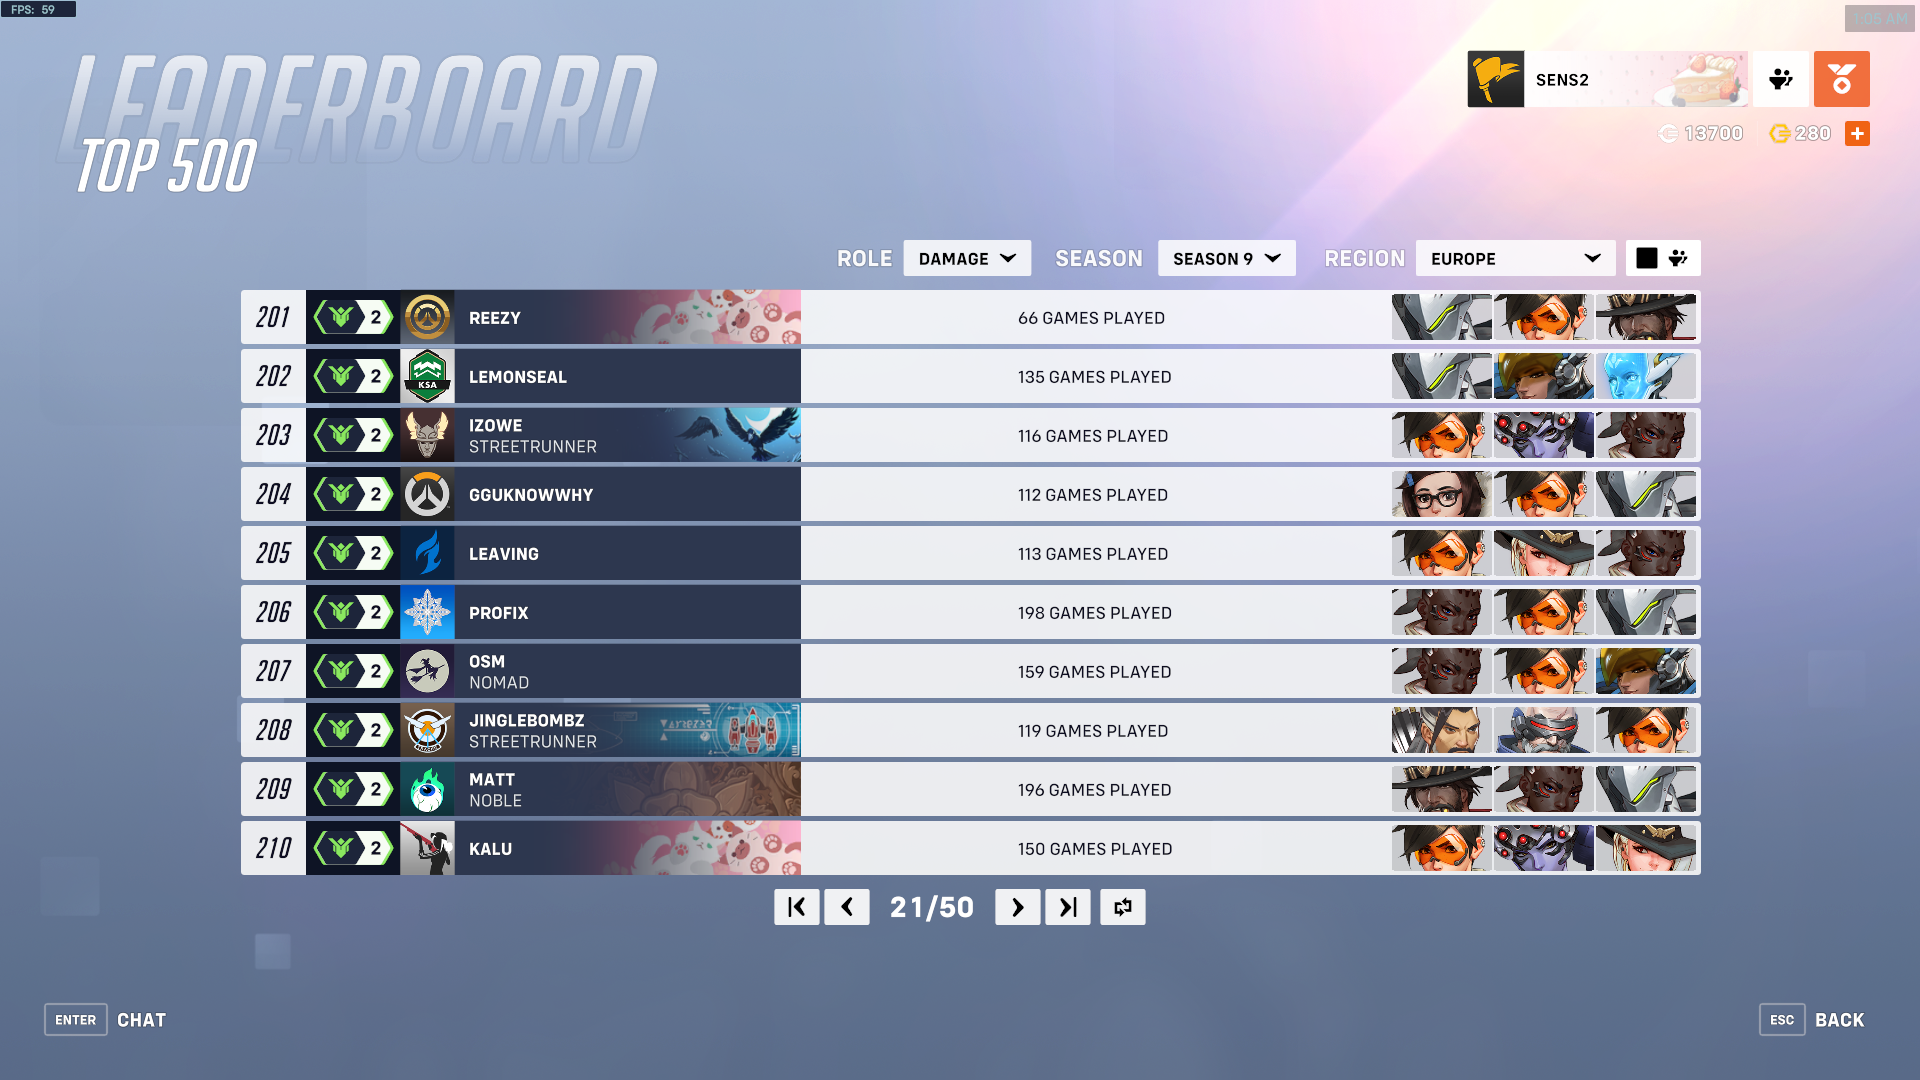 FPS: 59
1:05 AM
LEADERBOARD
TOP 500
SENS2
13700
280
ROLE
DAMAGE
SEASON
SEASON 9
REGION
EUROPE
201 2 REEZY 66 GAMES PLAYED
202 2 KSA LEMONSEAL 135 GAMES PLAYED
203 2 IZOWE
STREETRUNNER
116 GAMES PLAYED
204 2 GGUKNOWWHY 112 GAMES PLAYED
205 2 LEAVING 113 GAMES PLAYED
206 2 PROFIX 198 GAMES PLAYED
207 2 OSM
NOMAD
159 GAMES PLAYED
208 2 JINGLEBOMBZ
STREETRUNNER
119 GAMES PLAYED
209 2 MATT
NOBLE
196 GAMES PLAYED
210 2 KALU 150 GAMES PLAYED
21/50
ENTER CHAT
ESC BACK